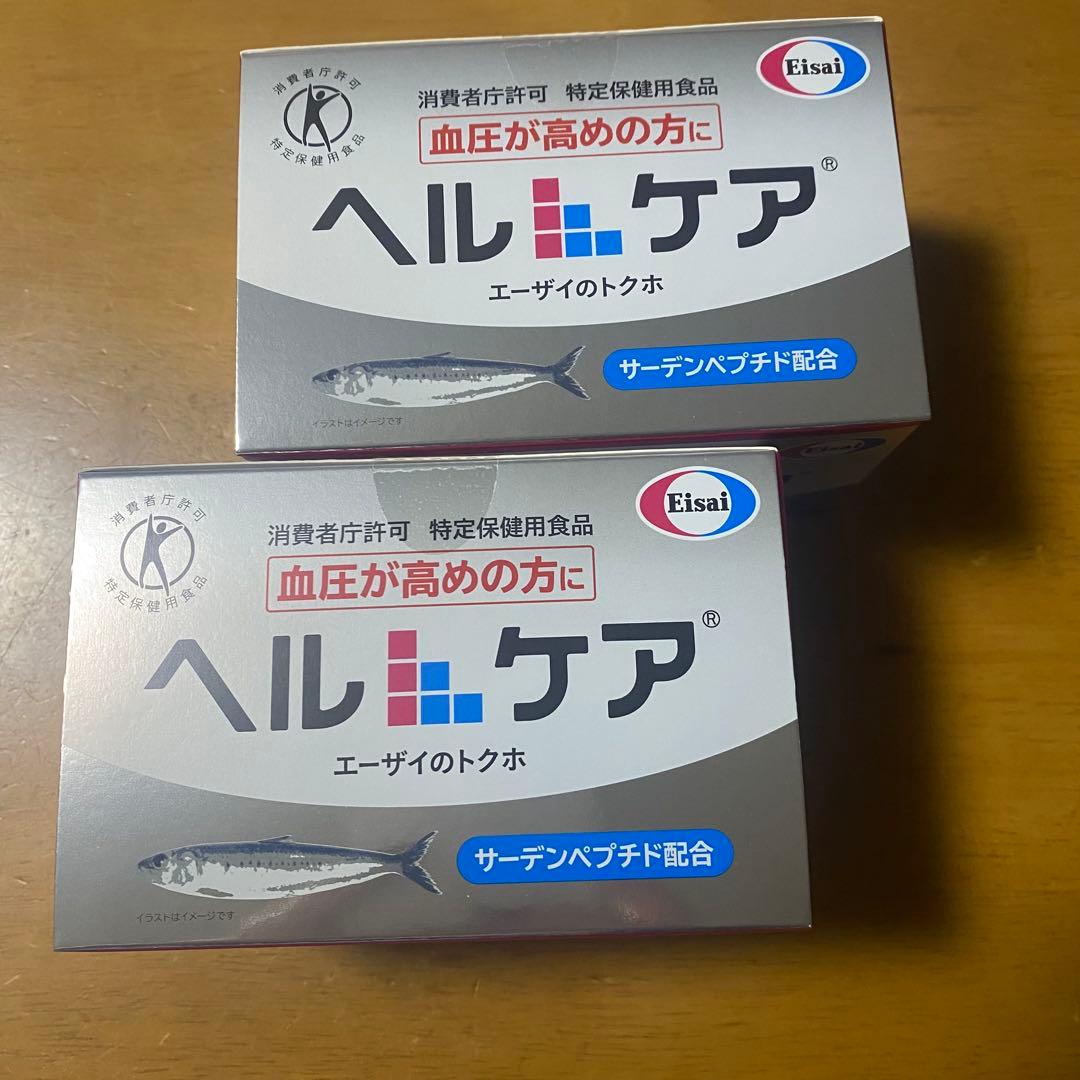 消費者庁許可
特定保健用食品
消費者庁許可 特定保健用食品
血圧が高めの方に
Eisai
ヘルケア®
エーザイのトクホ
サーデンペプチド配合
イラストはイメージです
Eisai
消費者庁許可
特定保健用食品
消費者庁許可 特定保健用食品
血圧が高めの方に
Eisai
ヘルケア®
エーザイのトクホ
サーデンペプチド配合
イラストはイメージです